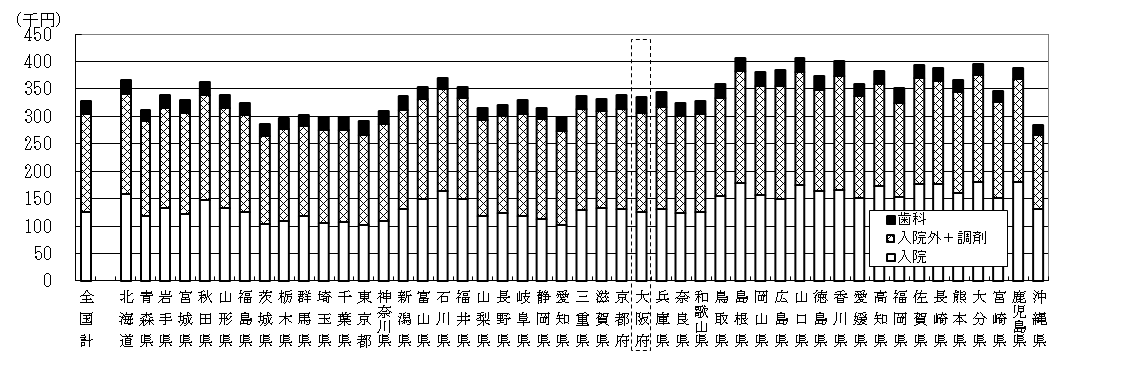 (千円)
450
400
350
300
250
200
150
100
50
0
歯科
入院外＋調剤
入院
全国計
北海道
青森県
岩手県
宮城県
秋田県
山形県
福島県
茨城県
栃木県
群馬県
埼玉県
千葉県
東京都
神奈川県
新潟県
富山県
石川県
福井県
山梨県
長野県
岐阜県
静岡県
愛知県
三重県
滋賀県
京都府
大阪府
兵庫県
奈良県
和歌山県
鳥取県
島根県
岡山県
広島県
山口県
徳島県
香川県
愛媛県
高知県
福岡県
佐賀県
長崎県
熊本県
大分県
宮崎県
鹿児島県
沖縄県